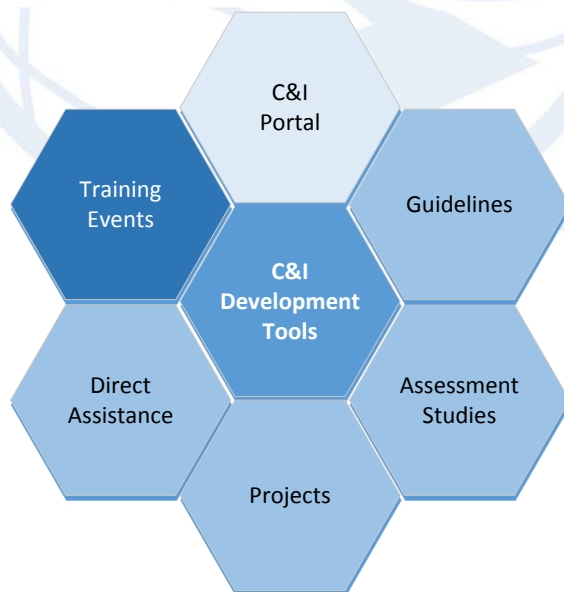 C&I
Portal
Training
Events
Guidelines
C&I
Development
Tools
Direct
Assistance
Assessment
Studies
Projects